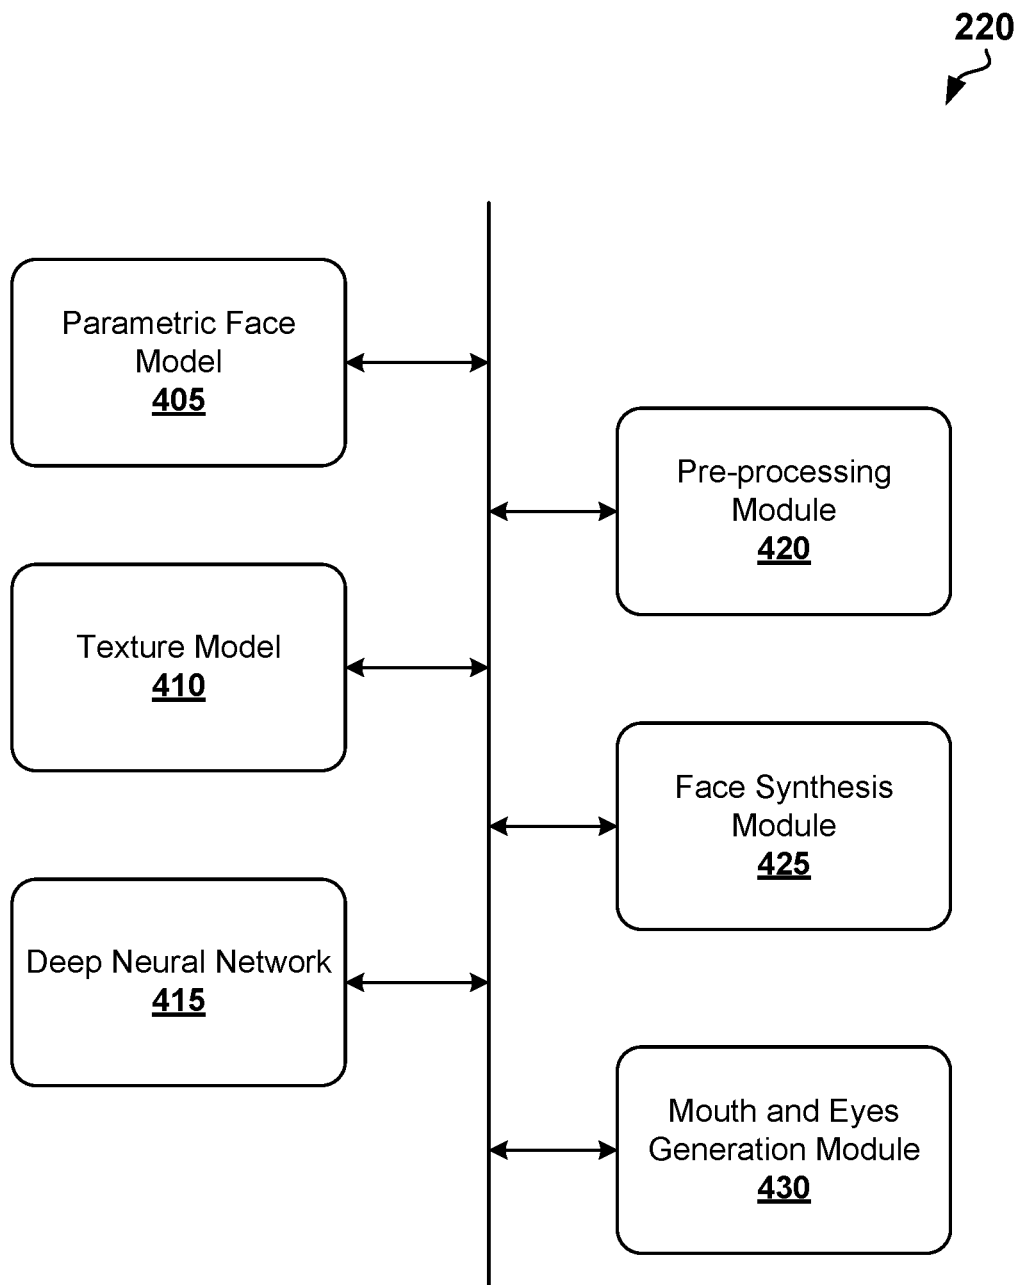 220
Parametric Face
Model
405
Pre-processing
Module
420
Texture Model
410
Face Synthesis
Module
425
Deep Neural Network
415
Mouth and Eyes
Generation Module
430